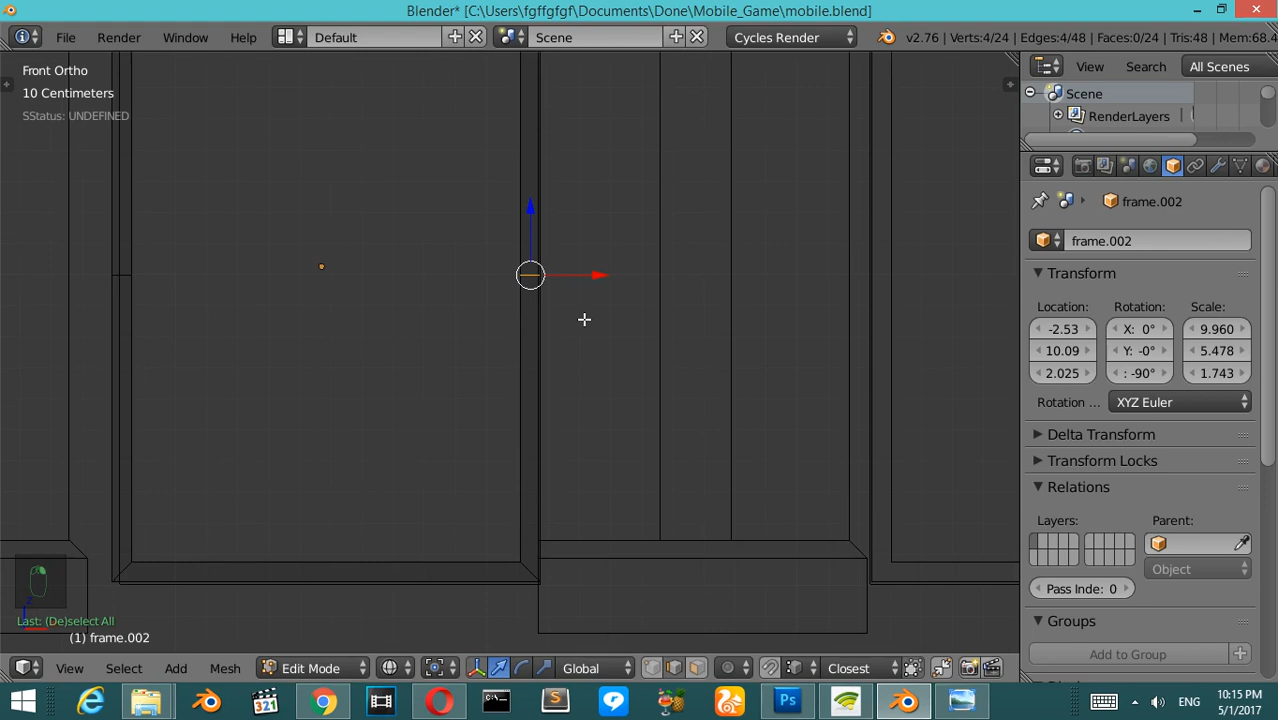 Blender* [C:\Users\fgffgfgf\Documents\Done\Mobile_Game\mobile.blend]
File Render Window Help Default Scene Cycles Render v2.76 | Verts:4/24 | Edges:4/48 | Faces:0/24 | Tris:48 | Mem:68.4
Front Ortho
10 Centimeters
SStatus: UNDEFINED
View Search All Scenes
Scene
RenderLayers
frame.002
frame.002
Transform
Location: Rotation: Scale:
-2.53 X: 0° 9.960
10.09 Y: -0° 5.478
2.025 : -90° 1.743
Rotation ... XYZ Euler
Delta Transform
Transform Locks
Relations
Layers: Parent:
Object
Pass Inde: 0
Groups
Add to Group
Last: (De)select All
(1) frame.002
View Select Add Mesh Edit Mode Global Closest
321
Ps
ENG
10:15 PM
5/1/2017